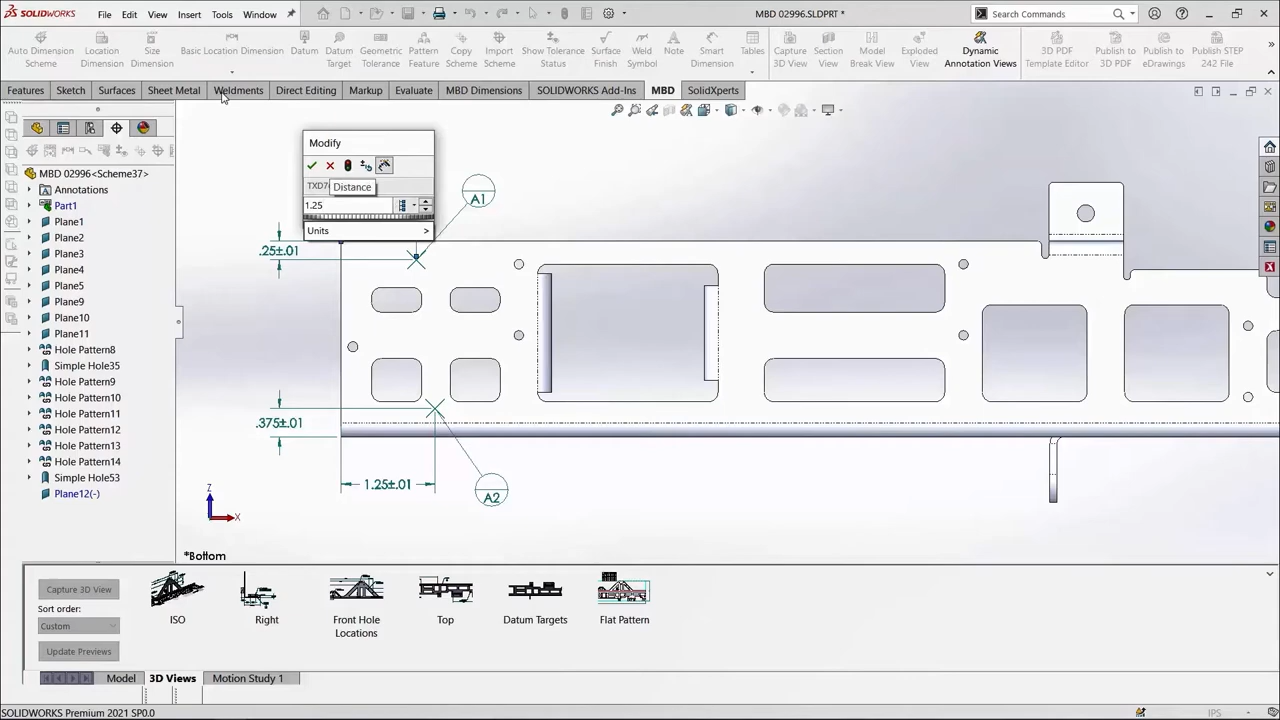 SOLIDWORKS File Edit View Insert Tools Window MBD 02996.SLDPRT * Search Commands
Auto Dimension Scheme
Location Dimension
Size Dimension
Basic Location Dimension
Basic Size Dimension
Datum
Datum Target
Geometric Tolerance
Pattern Feature
Copy Scheme
Import Scheme
Show Tolerance Status
Surface Finish
Weld Symbol
Note
Smart Dimension
Tables
Capture 3D View
Section View
Model Break View
Exploded View
Dynamic Annotation Views
3D PDF Template Editor
Publish to 3D PDF
Publish to eDrawings
Publish STEP 242 File
Features Sketch Surfaces Sheet Metal Weldments Direct Editing Markup Evaluate MBD Dimensions SOLIDWORKS Add-Ins MBD SolidXperts
MBD 02996<Scheme37>
Annotations
Part1
Plane1
Plane2
Plane3
Plane4
Plane5
Plane9
Plane10
Plane11
Hole Pattern8
Simple Hole35
Hole Pattern9
Hole Pattern10
Hole Pattern11
Hole Pattern12
Hole Pattern13
Hole Pattern14
Simple Hole53
Plane12(-)
Modify
Distance
1.25
Units >
A1
.25±.01
.375±.01
1.25±.01
A2
Z
X
*Bottom
Capture 3D View
Sort order:
Custom
Update Previews
ISO
Right
Front Hole Locations
Top
Datum Targets
Flat Pattern
Model 3D Views Motion Study 1
SOLIDWORKS Premium 2021 SP0.0 IPS